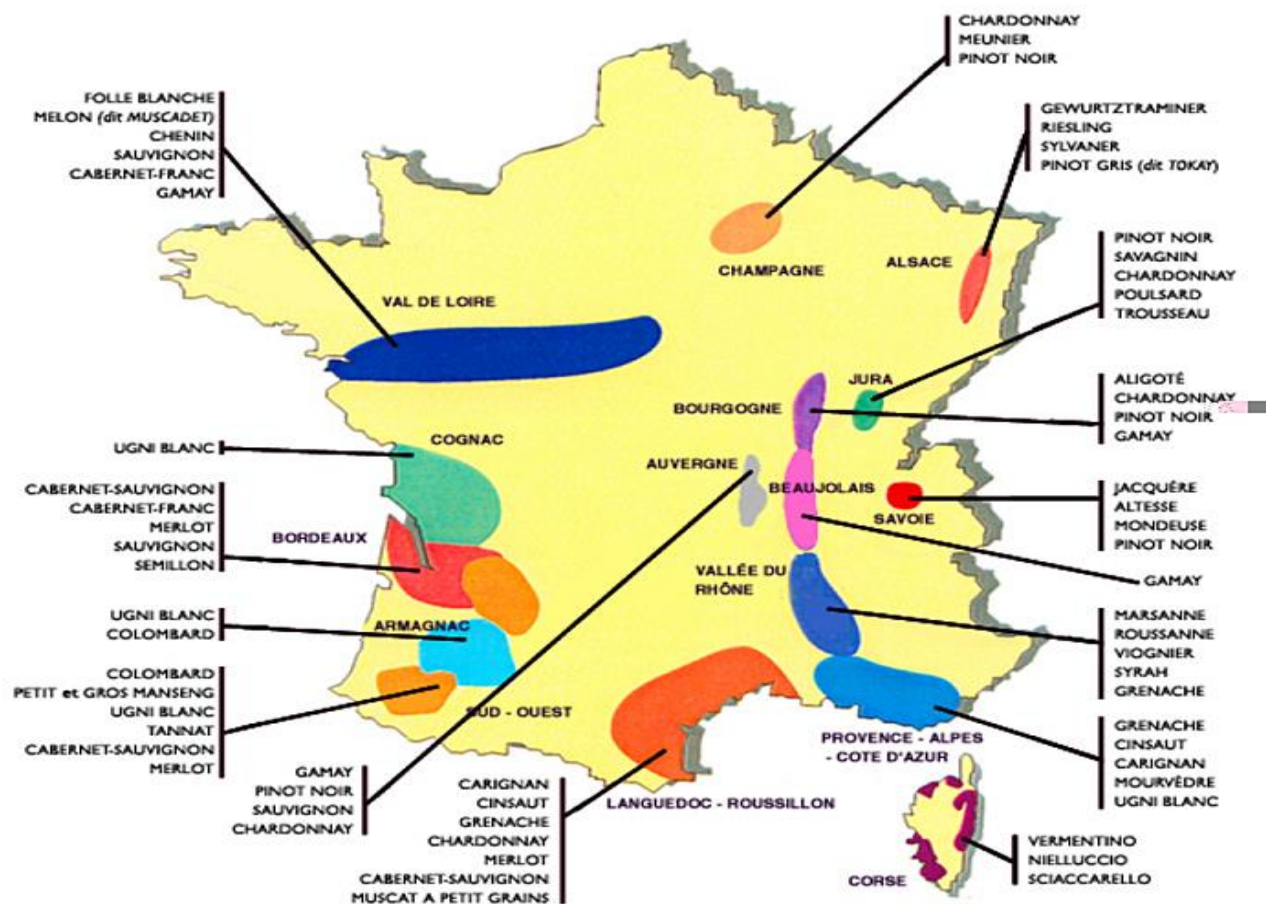 CHARDONNAY
MEUNIER
PINOT NOIR
FOLLE BLANCHE
MELON (dit MUSCADET)
CHENIN
SAUVIGNON
CABERNET-FRANC
GAMAY
GEWURTZTRAMINER
RIESLING
SYLVANER
PINOT GRIS (dit TOKAY)
CHAMPAGNE
ALSACE
PINOT NOIR
SAVAGNIN
CHARDONNAY
POULSARD
TROUSSEAU
VAL DE LOIRE
JURA
BOURGOGNE
ALIGOTÉ
CHARDONNAY
PINOT NOIR
GAMAY
COGNAC
UGNI BLANC
AUVERGNE
BEAUJOLAIS
SAVOIE
JACQUÉRE
ALTESSE
MONDEUSE
PINOT NOIR
CABERNET-SAUVIGNON
CABERNET-FRANC
MERLOT
SAUVIGNON
SEMILLON
BORDEAUX
VALLÉE DU
RHÔNE
GAMAY
UGNI BLANC
COLOMBARD
ARMAGNAC
MARSANNE
ROUSSANNE
VIOGNIER
SYRAH
GRENACHE
COLOMBARD
PETIT et GROS MANSENG
UGNI BLANC
TANNAT
CABERNET-SAUVIGNON
MERLOT
SUD - OUEST
PROVENCE - ALPES
- COTE D'AZUR
GRENACHE
CINSAUT
CARIGNAN
MOURVÉDRE
UGNI BLANC
GAMAY
PINOT NOIR
SAUVIGNON
CHARDONNAY
CARIGNAN
CINSAUT
GRENACHE
CHARDONNAY
MERLOT
CABERNET-SAUVIGNON
MUSCAT A PETIT GRAINS
LANGUEDOC - ROUSSILLON
CORSE
VERMENTINO
NIELLUCCIO
SCIACCARELLO